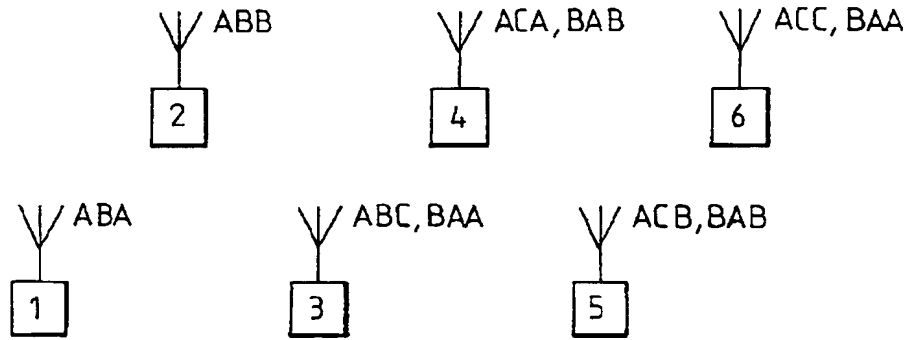 ABB
ACA, BAB
ACC, BAA
2
4
6
ABA
ABC, BAA
ACB, BAB
1
3
5